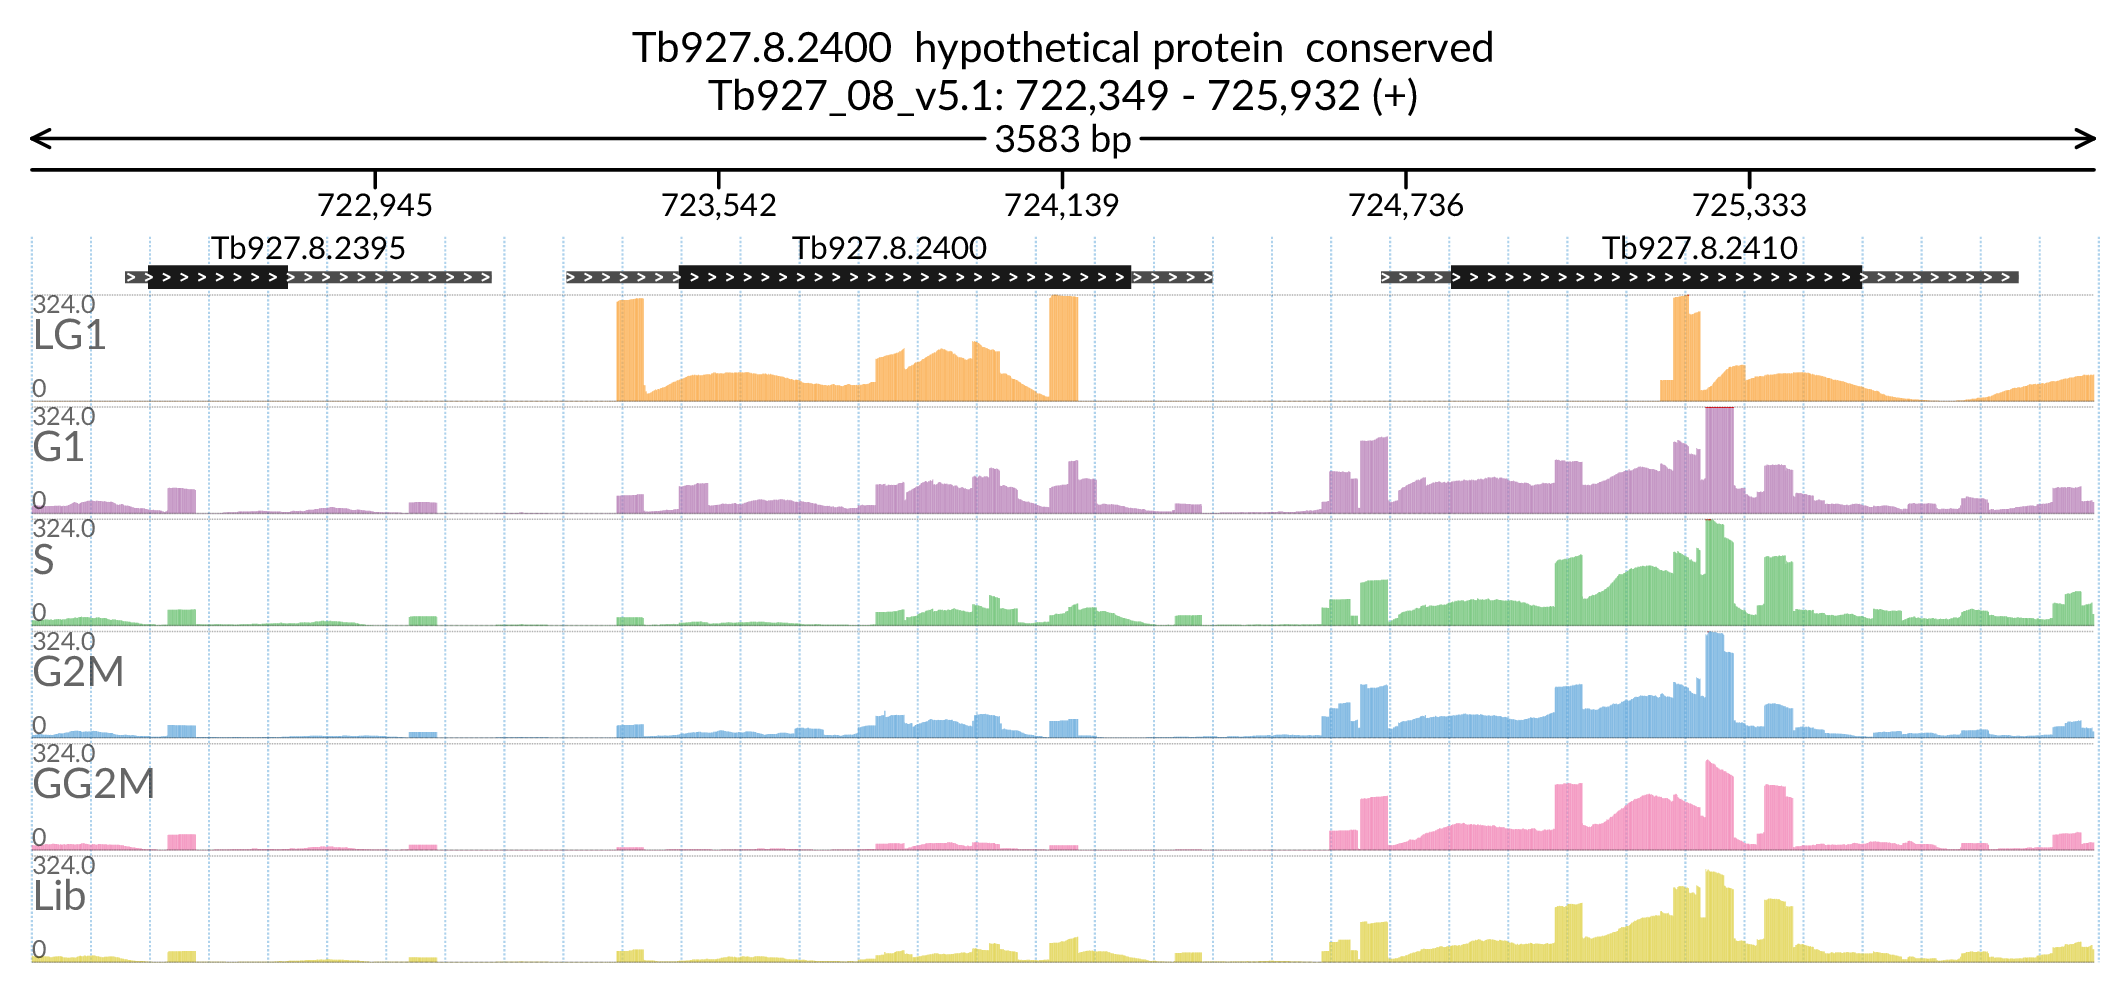 Tb927.8.2400 hypothetical protein conserved
Tb927_08_v5.1: 722,349 - 725,932 (+)
3583 bp
722,945 723,542 724,139 724,736 725,333
Tb927.8.2395 Tb927.8.2400 Tb927.8.2410
324.0
LG1
0
324.0
G1
0
324.0
S
0
324.0
G2M
0
324.0
GG2M
0
324.0
Lib
0